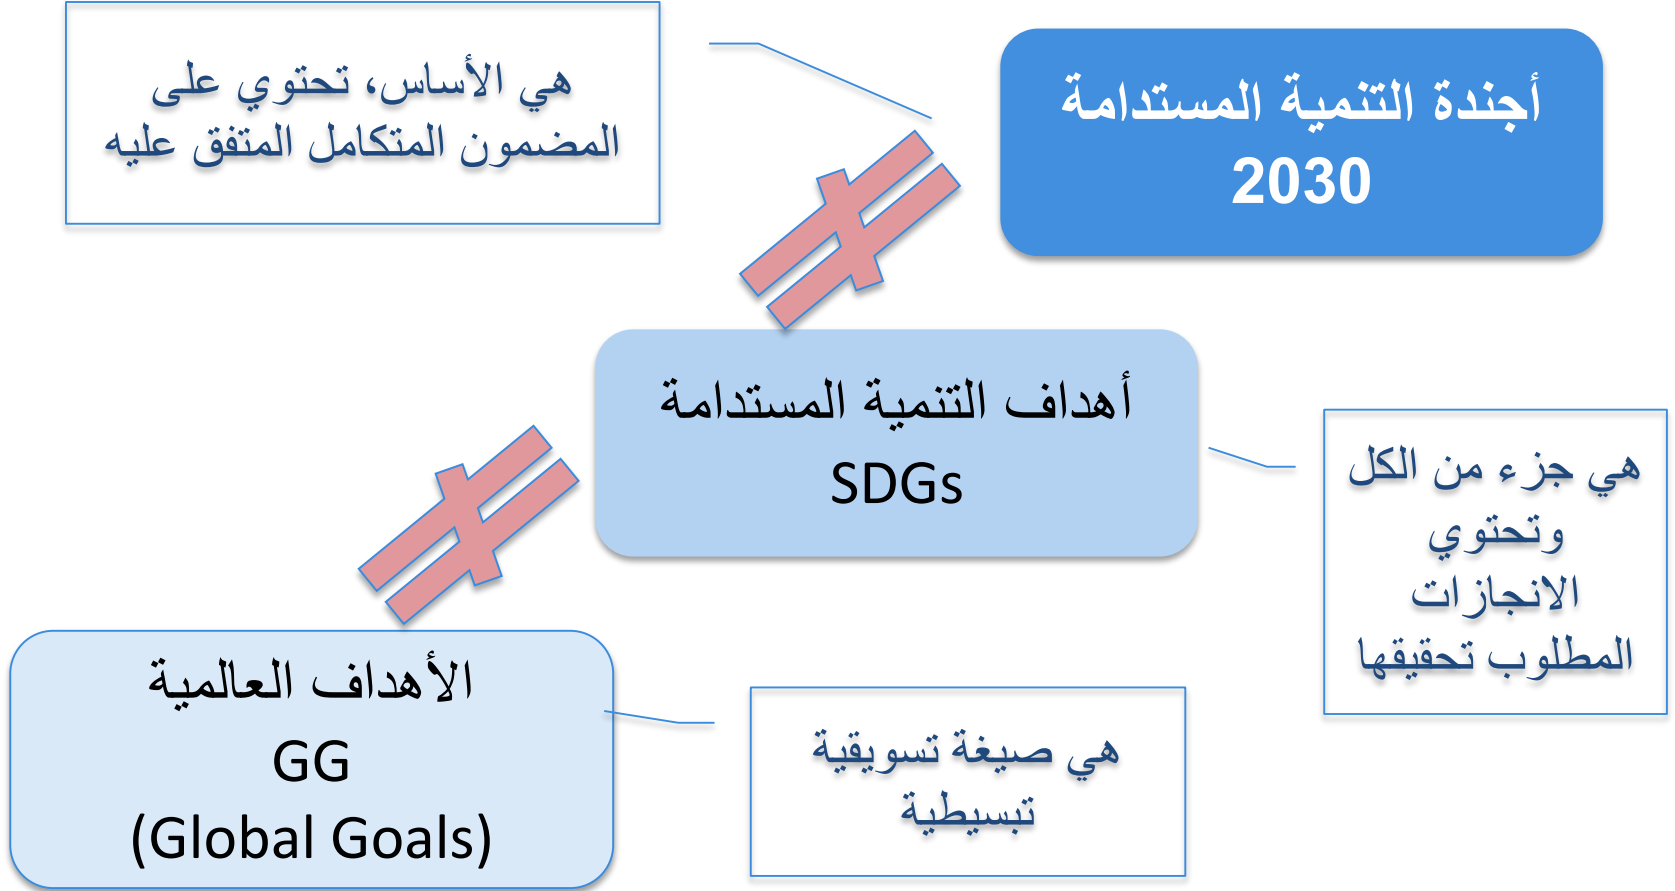 أجندة التنمية المستدامة
2030
هي الأساس، تحتوي على
المضمون المتكامل المتفق عليه
أهداف التنمية المستدامة
SDGs
هي جزء من الكل
وتحتوي
الانجازات
المطلوب تحقيقها
الأهداف العالمية
GG
(Global Goals)
هي صيغة تسويقية
تبسيطية